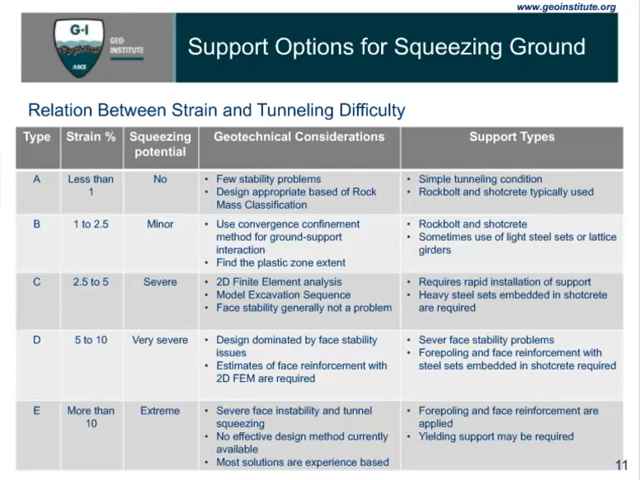 www.geoinstitute.org
G-I
ASCE
GEO
INSTITUTE
Support Options for Squeezing Ground
Relation Between Strain and Tunneling Difficulty
Type Strain % Squeezing potential Geotechnical Considerations Support Types
A Less than 1 No
• Few stability problems
• Design appropriate based of Rock
Mass Classification
• Simple tunneling condition
• Rockbolt and shotcrete typically used
B 1 to 2.5 Minor
• Use convergence confinement
method for ground-support
interaction
• Find the plastic zone extent
• Rockbolt and shotcrete
• Sometimes use of light steel sets or lattice
girders
C 2.5 to 5 Severe
• 2D Finite Element analysis
• Model Excavation Sequence
• Face stability generally not a problem
• Requires rapid installation of support
• Heavy steel sets embedded in shotcrete
are required
D 5 to 10 Very severe
• Design dominated by face stability
issues
• Estimates of face reinforcement with
2D FEM are required
• Sever face stability problems
• Forepoling and face reinforcement with
steel sets embedded in shotcrete required
E More than 10 Extreme
• Severe face instability and tunnel
squeezing
• No effective design method currently
available
• Most solutions are experience based
• Forepoling and face reinforcement are
applied
• Yielding support may be required
11